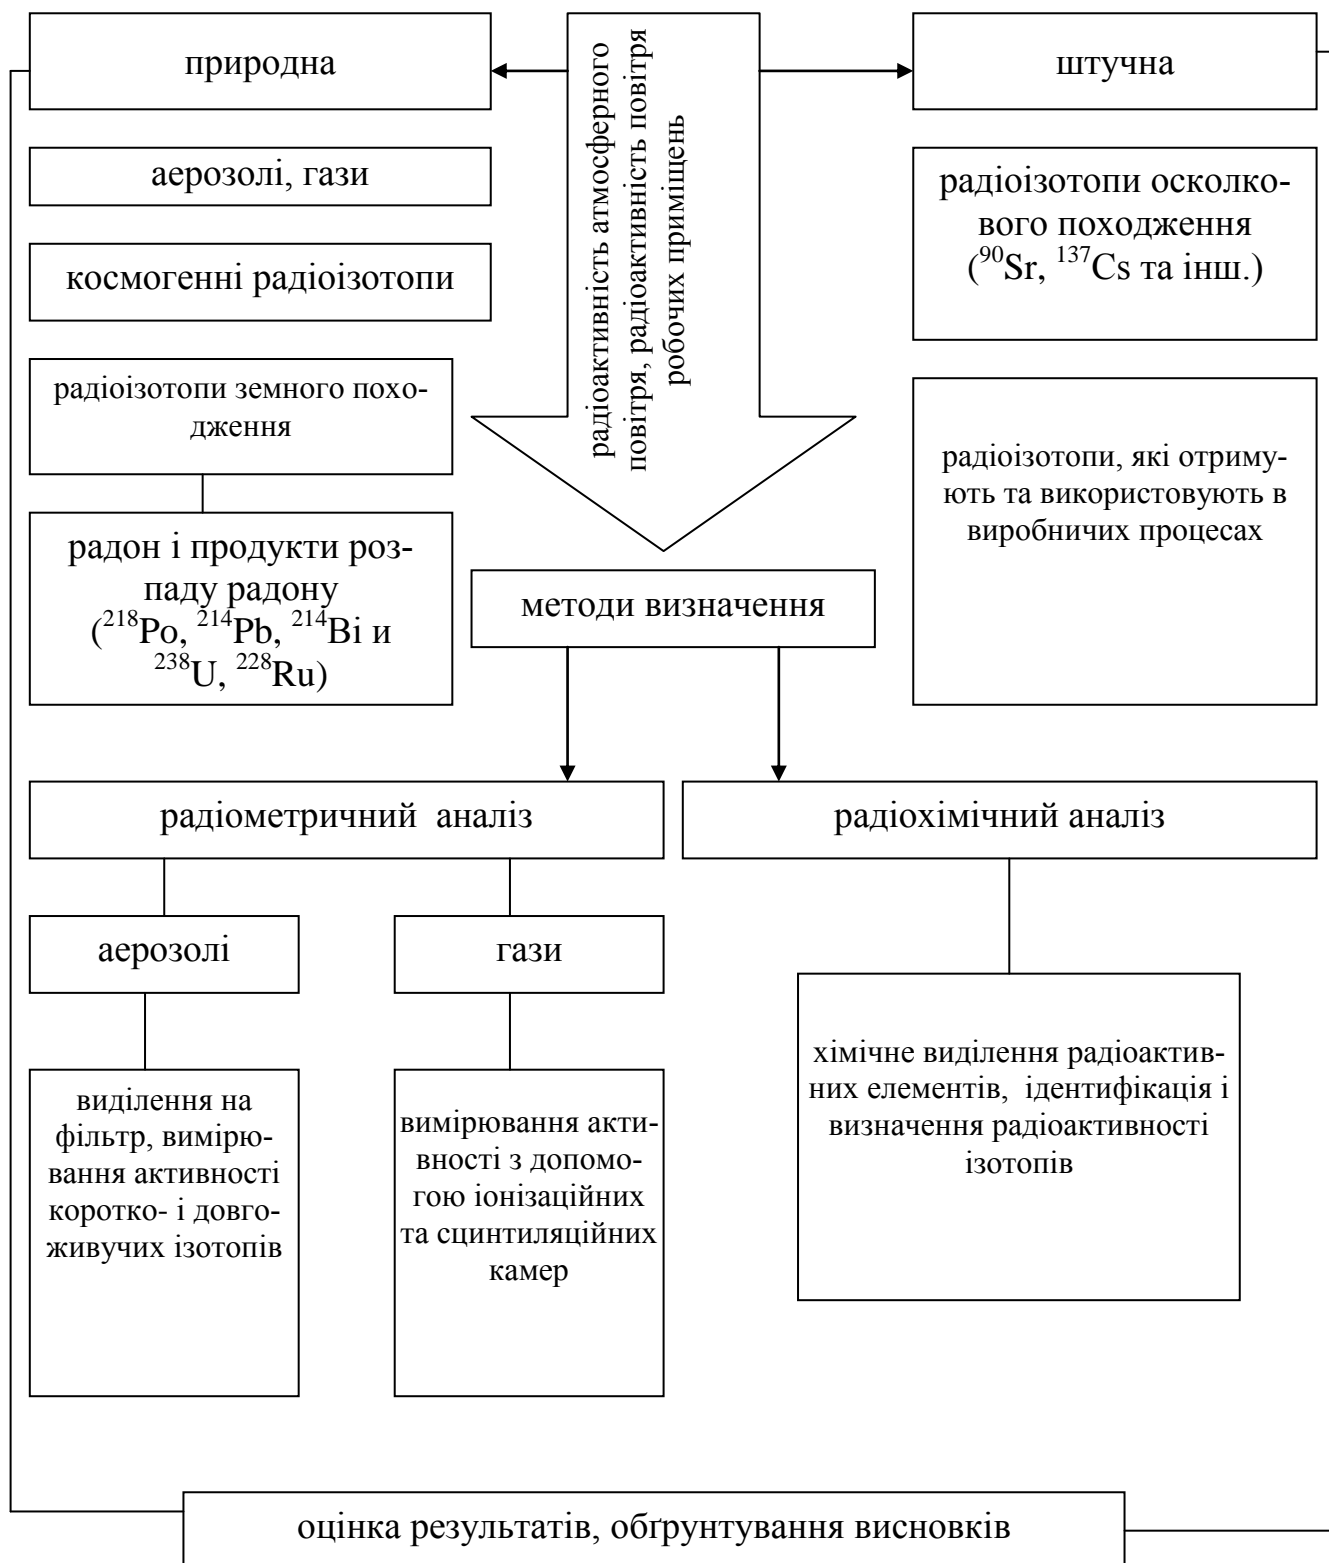 природна
аерозолі, гази
космогенні радіоізотопи
радіоізотопи земного похо-
дження
радон і продукти роз-
паду радону
(²¹⁸Po, ²¹⁴Pb, ²¹⁴Bi и
²³⁸U, ²²⁸Ru)
радіоактивність атмосферного
повітря, радіоактивність повітря
робочих приміщень
штучна
радіоізотопи осколко-
вого походження
(⁹⁰Sr, ¹³⁷Cs та інш.)
радіоізотопи, які отриму-
ють та використовують в
виробничих процесах
методи визначення
радіометричний аналіз
радіохімічний аналіз
аерозолі
гази
виділення на
фільтр, вимірю-
вання активності
коротко- і довго-
живучих ізотопів
вимірювання акти-
вності з допомо-
гою іонізаційних
та сцинтиляційних
камер
хімічне виділення радіоактив-
них елементів, ідентифікація і
визначення радіоактивності
ізотопів
оцінка результатів, обґрунтування висновків